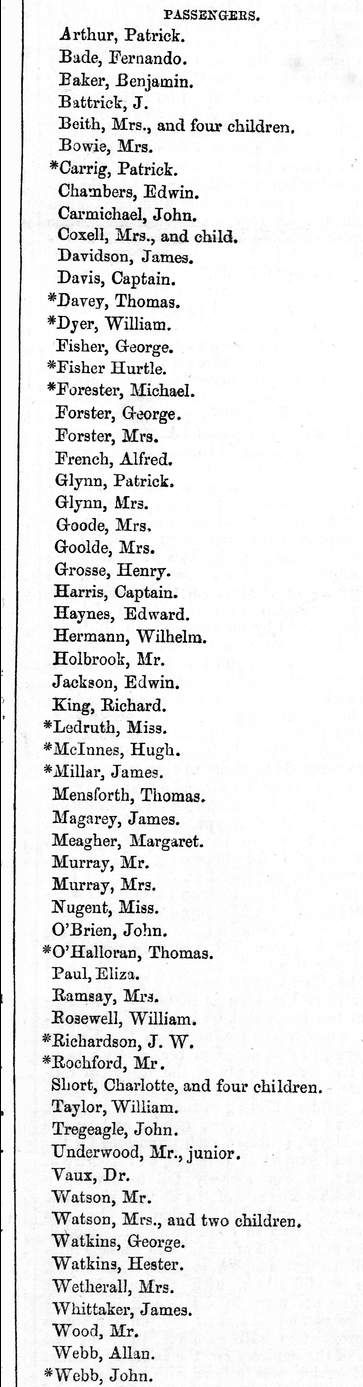 PASSENGERS.
Arthur, Patrick.
Bade, Fernando.
Baker, Benjamin.
Battrick, J.
Beith, Mrs., and four children.
Bowie, Mrs.
*Carrig, Patrick.
Chambers, Edwin.
Carmichael, John.
Coxell, Mrs., and child.
Davidson, James.
Davis, Captain.
*Davey, Thomas.
*Dyer, William.
Fisher, George.
*Fisher Hurtle.
*Forester, Michael.
Forster, George.
Forster, Mrs.
French, Alfred.
Glynn, Patrick.
Glynn, Mrs.
Goode, Mrs.
Goolde, Mrs.
Grosse, Henry.
Harris, Captain.
Haynes, Edward.
Hermann, Wilhelm.
Holbrook, Mr.
Jackson, Edwin.
King, Richard.
*Ledruth, Miss.
*McInnes, Hugh.
*Millar, James.
Mensforth, Thomas.
Magarey, James.
Meagher, Margaret.
Murray, Mr.
Murray, Mrs.
Nugent, Miss.
O'Brien, John.
*O'Halloran, Thomas.
Paul, Eliza.
Ramsay, Mrs.
Rosewell, William.
*Richardson, J. W.
*Rochford, Mr.
Short, Charlotte, and four children.
Taylor, William.
Tregeagle, John.
Underwood, Mr., junior.
Vaux, Dr.
Watson, Mr.
Watson, Mrs., and two children.
Watkins, George.
Watkins, Hester.
Wetherall, Mrs.
Whittaker, James.
Wood, Mr.
Webb, Allan.
*Webb, John.